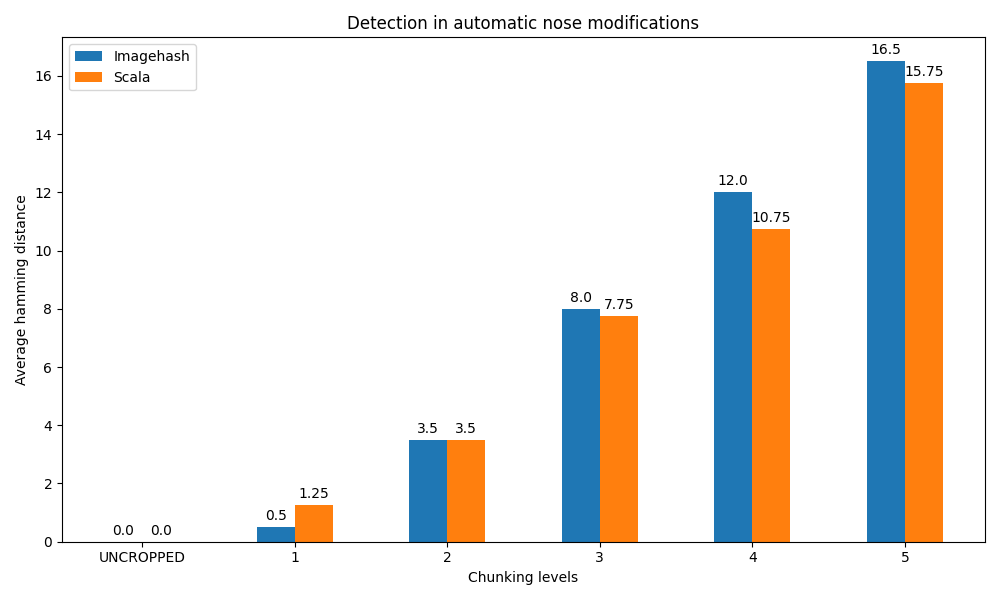 Detection in automatic nose modifications
Imagehash
Scala
Average hamming distance
16
14
12
10
8
6
4
2
0
0.0 0.0
0.5 1.25
3.5 3.5
8.0 7.75
12.0 10.75
16.5 15.75
UNCROPPED 1 2 3 4 5
Chunking levels